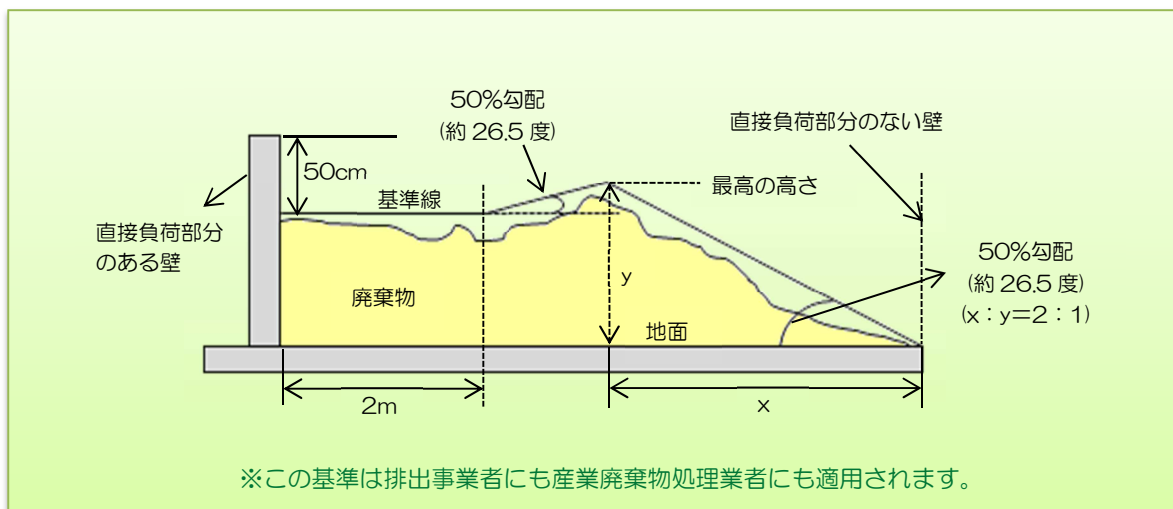 50%勾配
(約 26.5 度)
直接負荷部分のない壁
50cm
基準線
最高の高さ
直接負荷部分
のある壁
50%勾配
(約 26.5 度)
(x:y=2:1)
廃棄物
y
地面
2m
x
※この基準は排出事業者にも産業廃棄物処理業者にも適用されます。